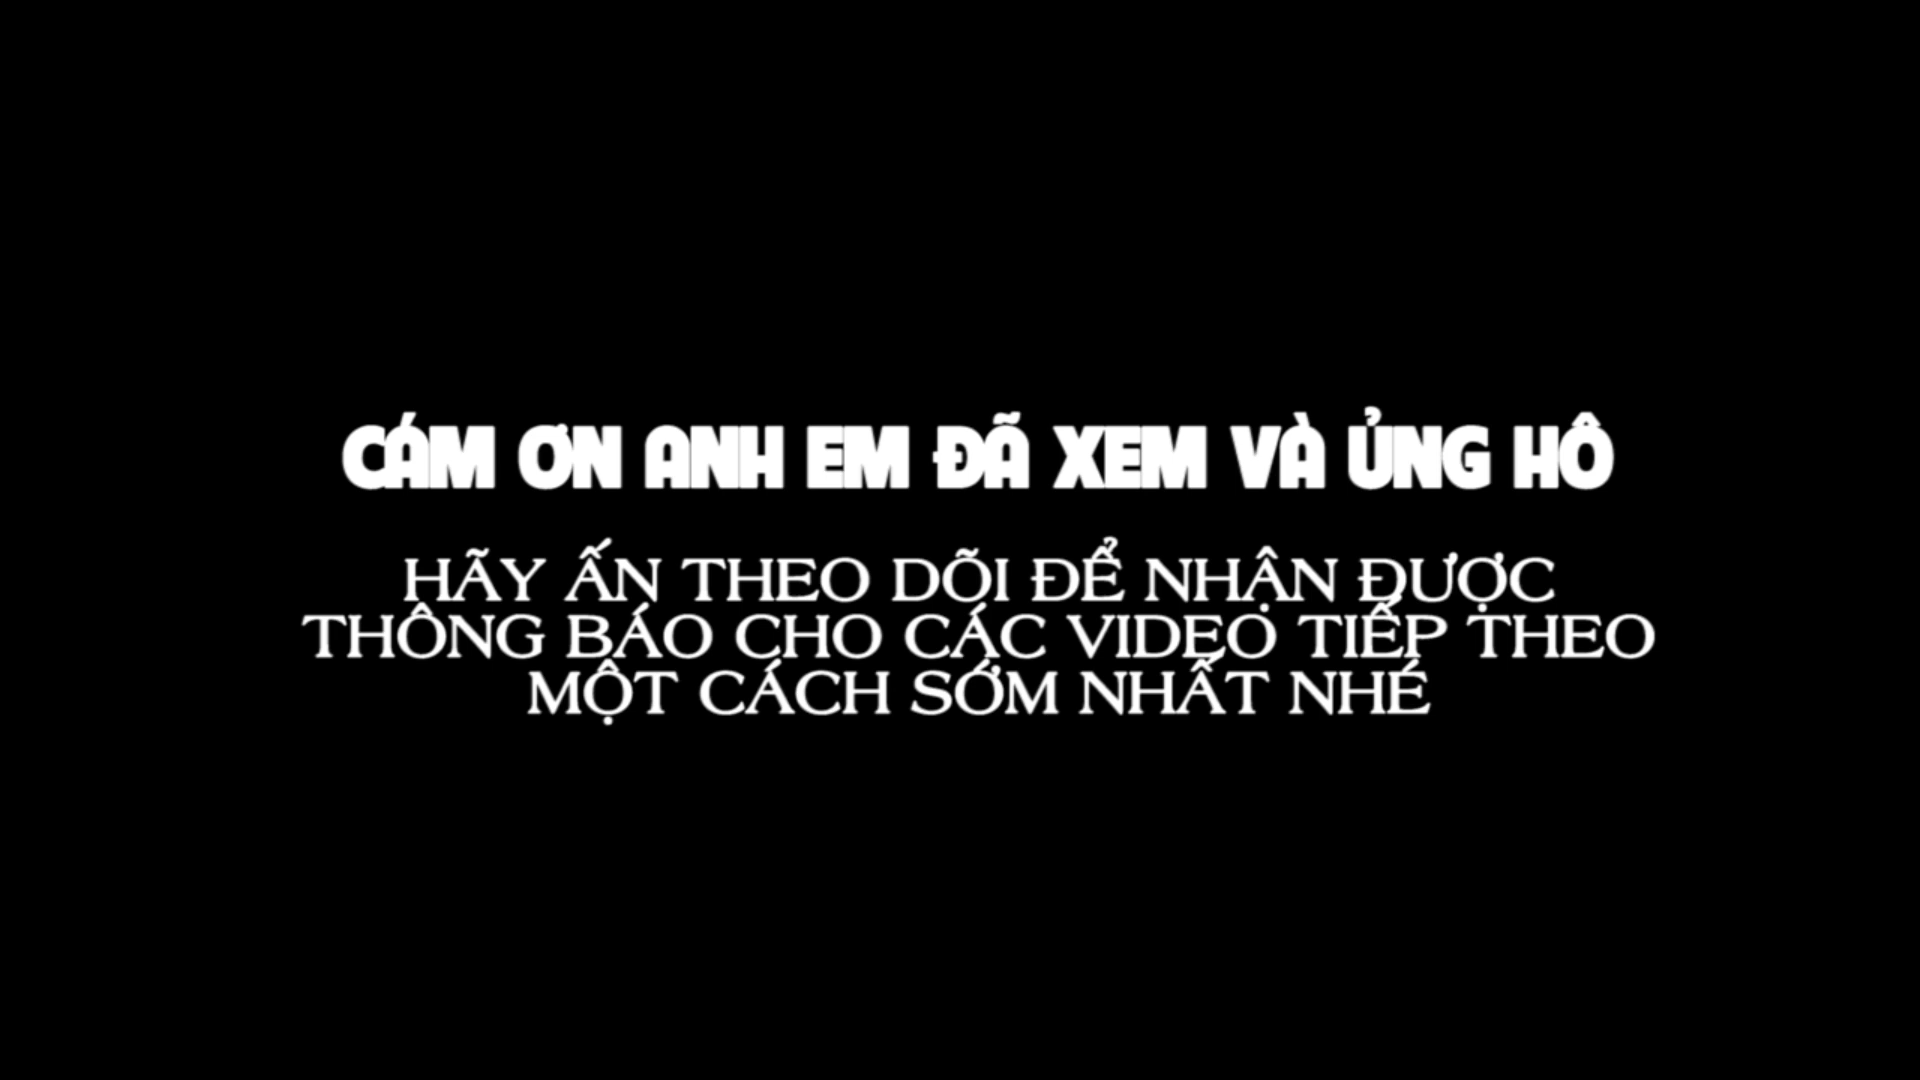 CÁM ƠN ANH EM ĐÃ XEM VÀ ỦNG HÔ
HÃY ẤN THEO DÕI ĐỂ NHẬN ĐƯỢC
THÔNG BÁO CHO CÁC VIDEO TIẾP THEO
MỘT CÁCH SỚM NHẤT NHÉ